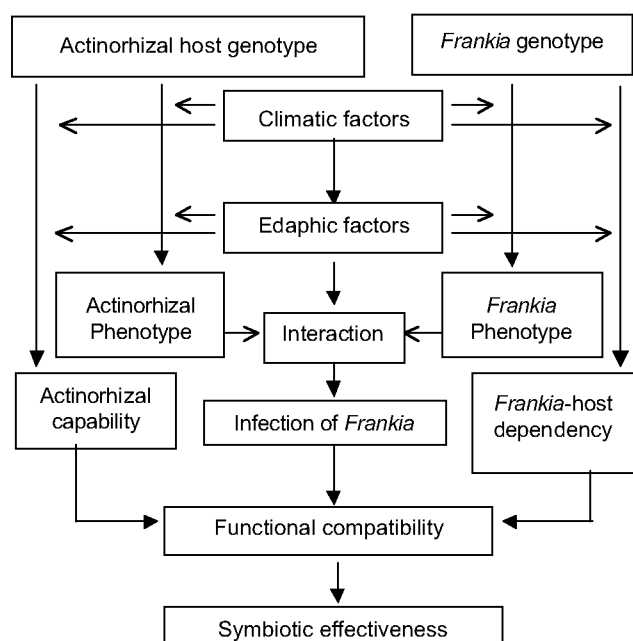 Actinorhizal host genotype
Frankia genotype
Climatic factors
Edaphic factors
Actinorhizal
Phenotype
Interaction
Frankia
Phenotype
Actinorhizal
capability
Infection of Frankia
Frankia-host
dependency
Functional compatibility
Symbiotic effectiveness